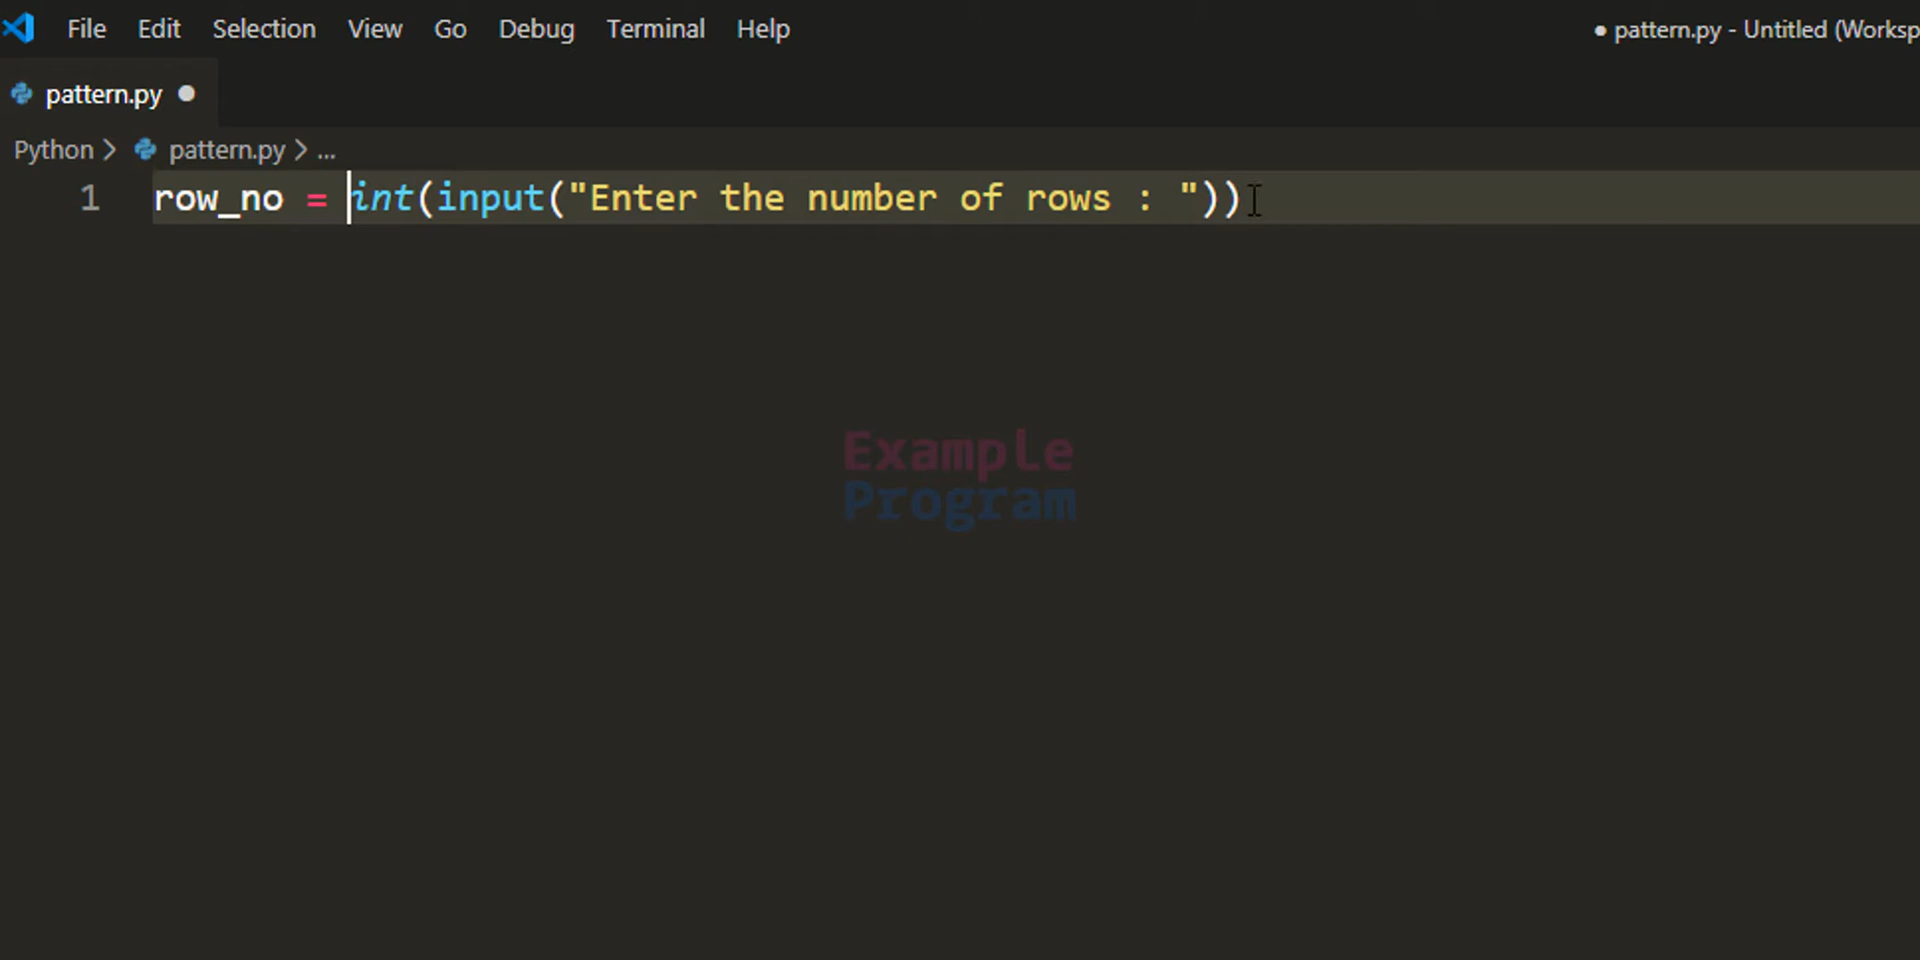 File Edit Selection View Go Debug Terminal Help ● pattern.py - Untitled (Worksp
pattern.py ●
Python > pattern.py > ...
1 row_no = int(input("Enter the number of rows : "))
Example
Program